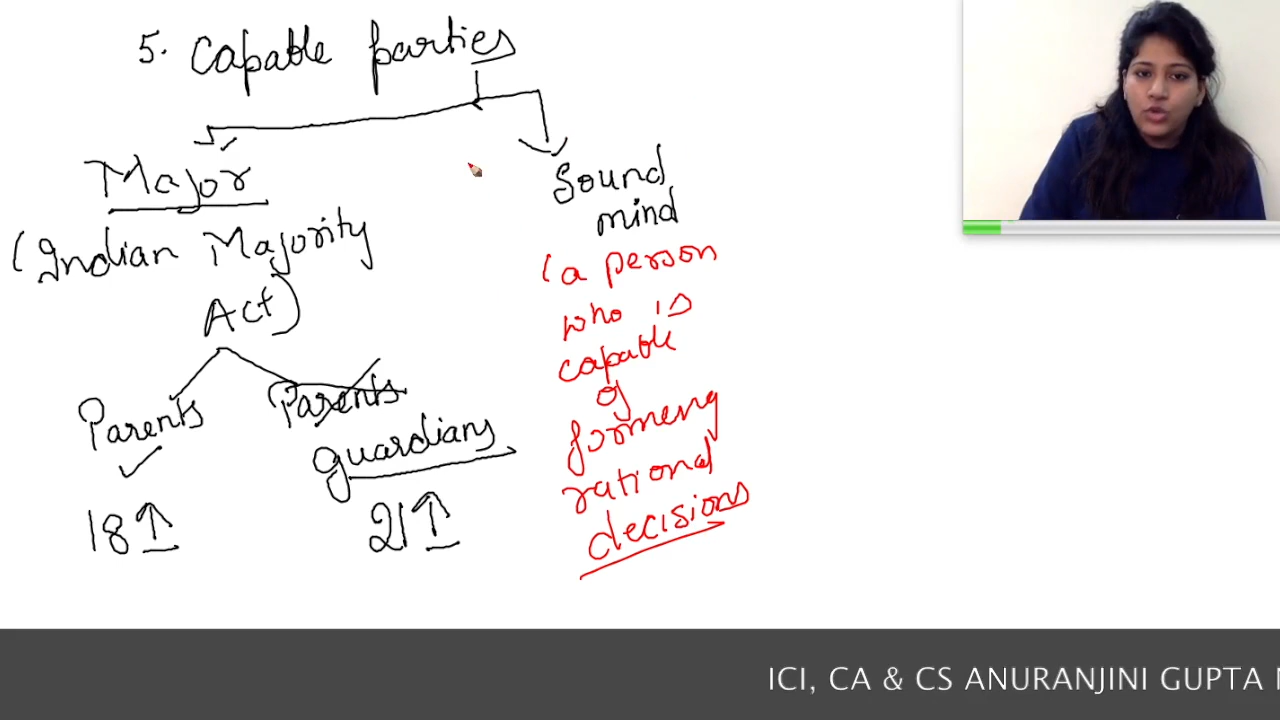 5. Capable parties
Major
(Indian Majority
Act)
Parents
Parents
guardians
18↑
21↑
Sound
mind
(a person
who is
capable
of
formeng
rational
decisions
ICI, CA & CS ANURANJINI GUPTA